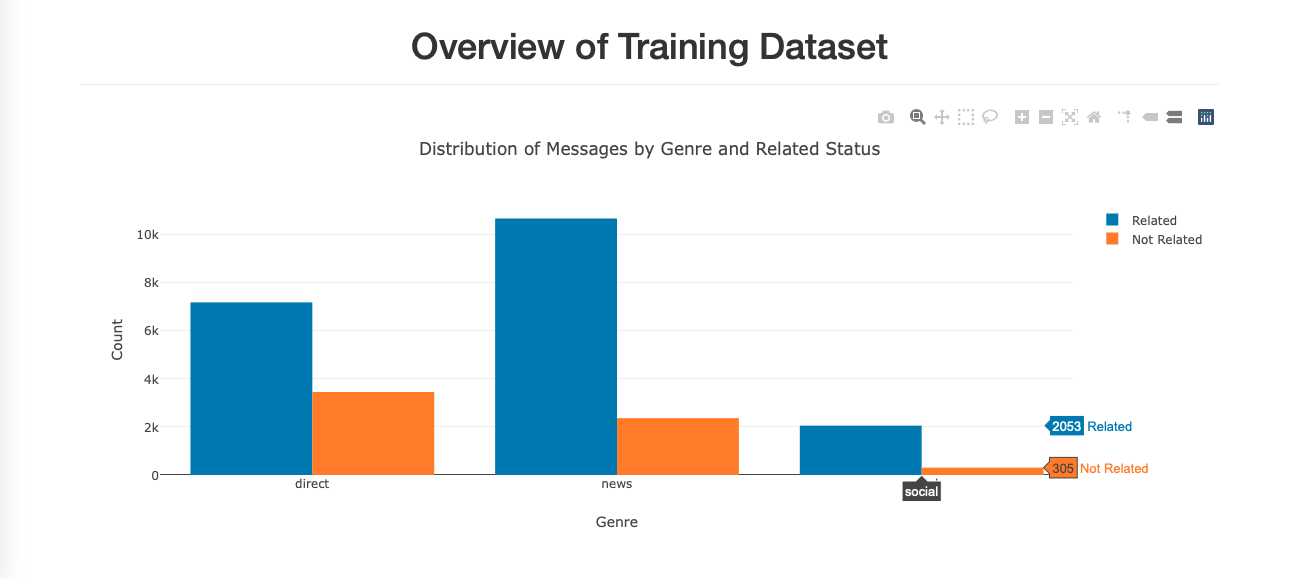 Overview of Training Dataset
Distribution of Messages by Genre and Related Status
Related
Not Related
10k
8k
6k
4k
2k
0
Count
2053 Related
305 Not Related
direct
news
social
Genre